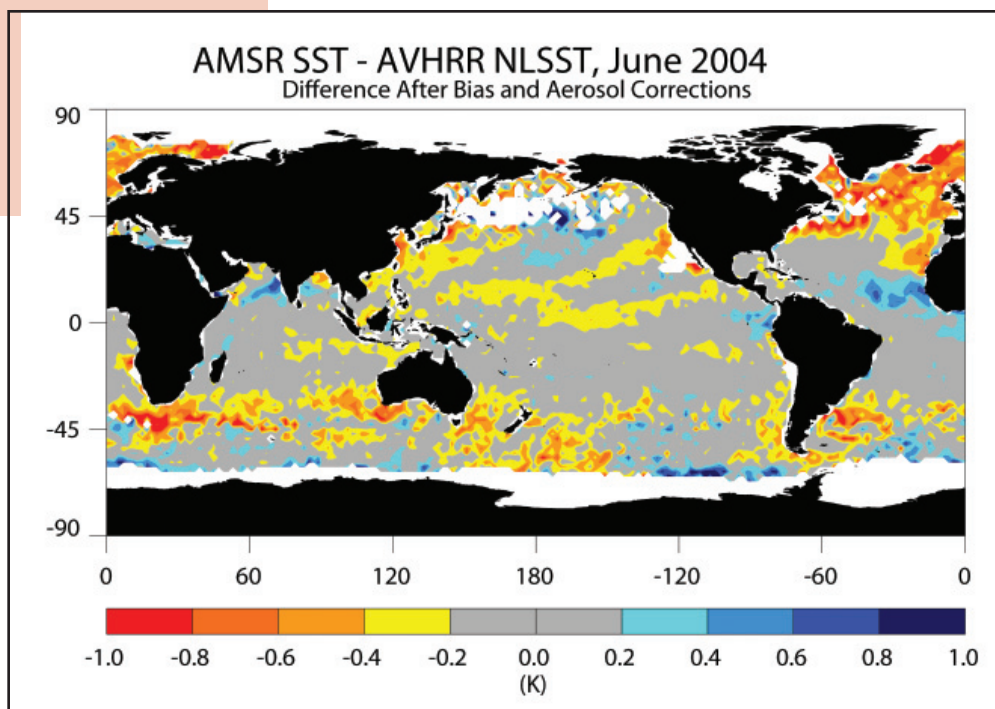 AMSR SST - AVHRR NLSST, June 2004
Difference After Bias and Aerosol Corrections
90
45
0
-45
-90
0 60 120 180 -120 -60 0
-1.0 -0.8 -0.6 -0.4 -0.2 0.0 0.2 0.4 0.6 0.8 1.0
(K)